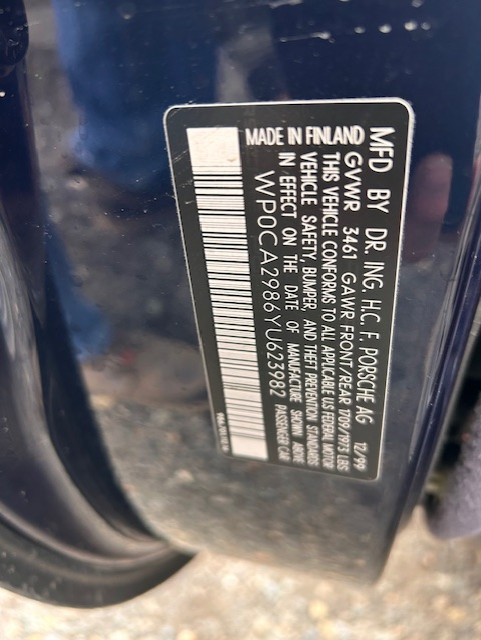 MFD BY DR. ING. H.C. F. PORSCHE AG 12/99
GVWR 3461 GAWR FRONT/REAR 1709/1973 LBS
THIS VEHICLE CONFORMS TO ALL APPLICABLE US FEDERAL MOTOR
VEHICLE SAFETY, BUMPER, AND THEFT PREVENTION STANDARDS
IN EFFECT ON THE DATE OF MANUFACTURE SHOWN ABOVE
MADE IN FINLAND
WP0CA2986YU623982 PASSENGER CAR